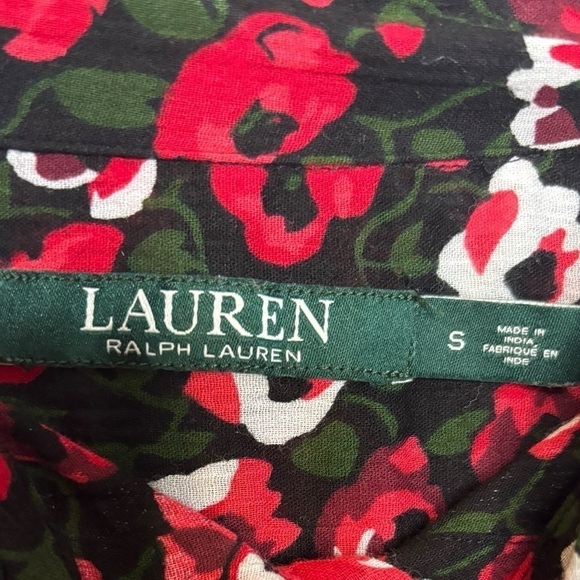 LAUREN
RALPH LAUREN
S
MADE IN
INDIA
FABRIQUÉ EN
INDE